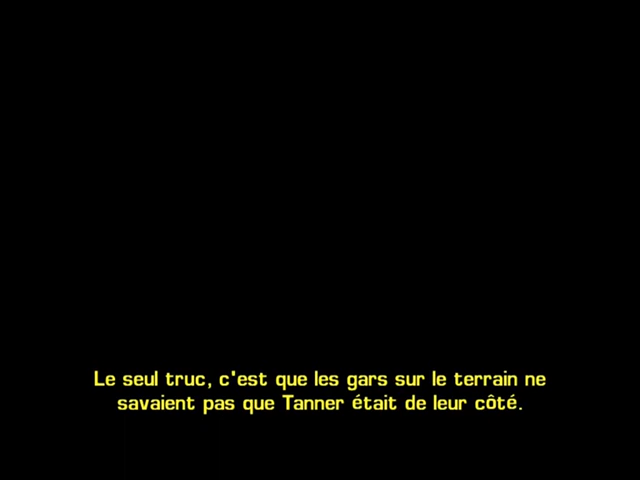 Le seul truc, c'est que les gars sur le terrain ne
savaient pas que Tanner était de leur côté.